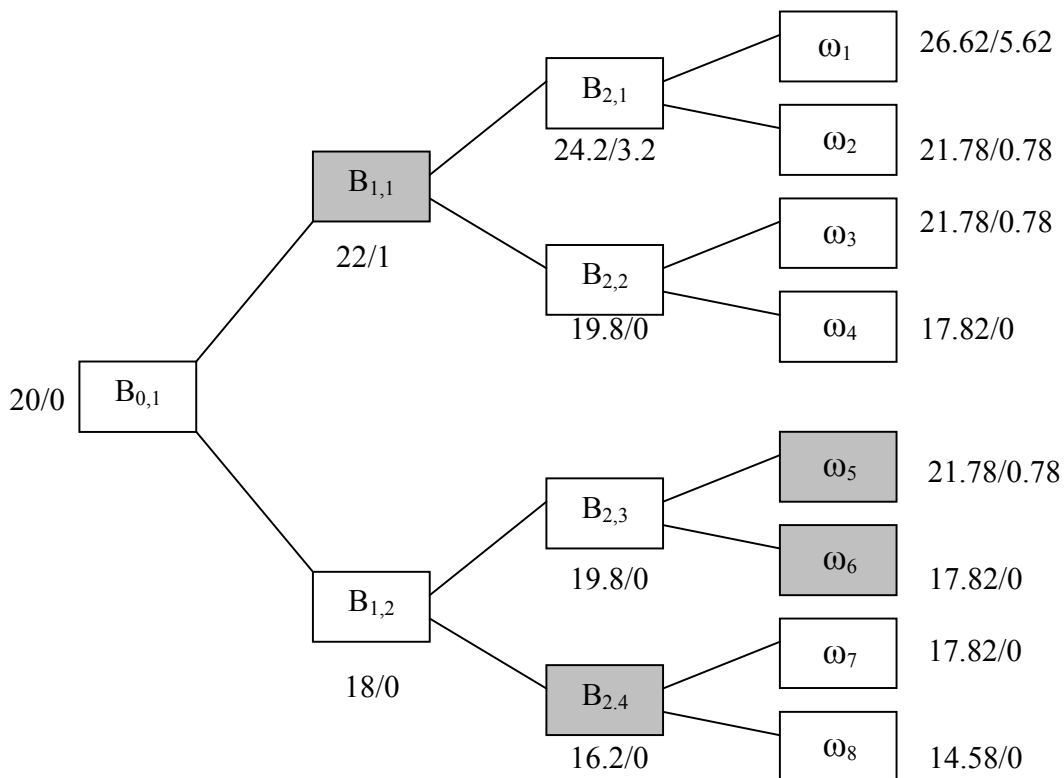 ω₁ 26.62/5.62
B₂,₁
24.2/3.2
ω₂ 21.78/0.78
B₁,₁
22/1
ω₃ 21.78/0.78
B₂,₂
19.8/0
ω₄ 17.82/0
20/0 B₀,₁
ω₅ 21.78/0.78
B₂,₃
19.8/0
ω₆ 17.82/0
B₁,₂
18/0
ω₇ 17.82/0
B₂.₄
16.2/0
ω₈ 14.58/0